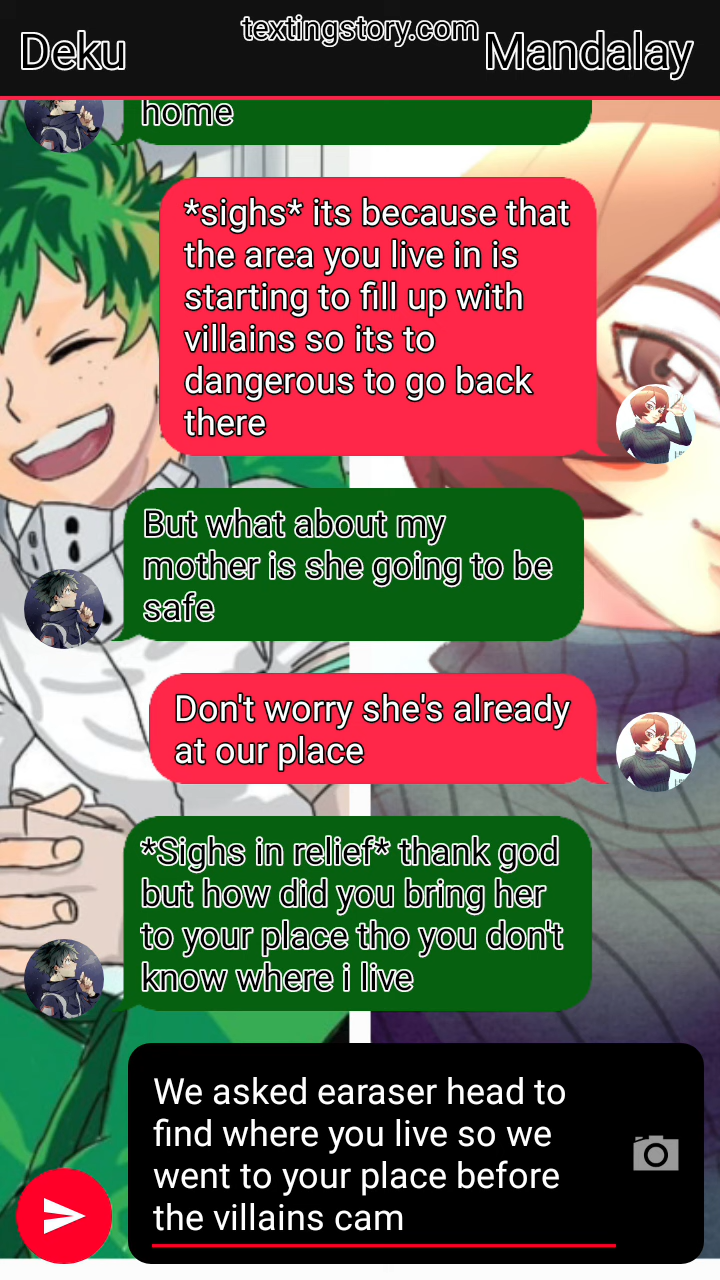 textingstory.com
Deku
Mandalay
home
*sighs* its because that
the area you live in is
starting to fill up with
villains so its to
dangerous to go back
there
But what about my
mother is she going to be
safe
Don't worry she's already
at our place
*Sighs in relief* thank god
but how did you bring her
to your place tho you don't
know where i live
We asked earaser head to
find where you live so we
went to your place before
the villains cam